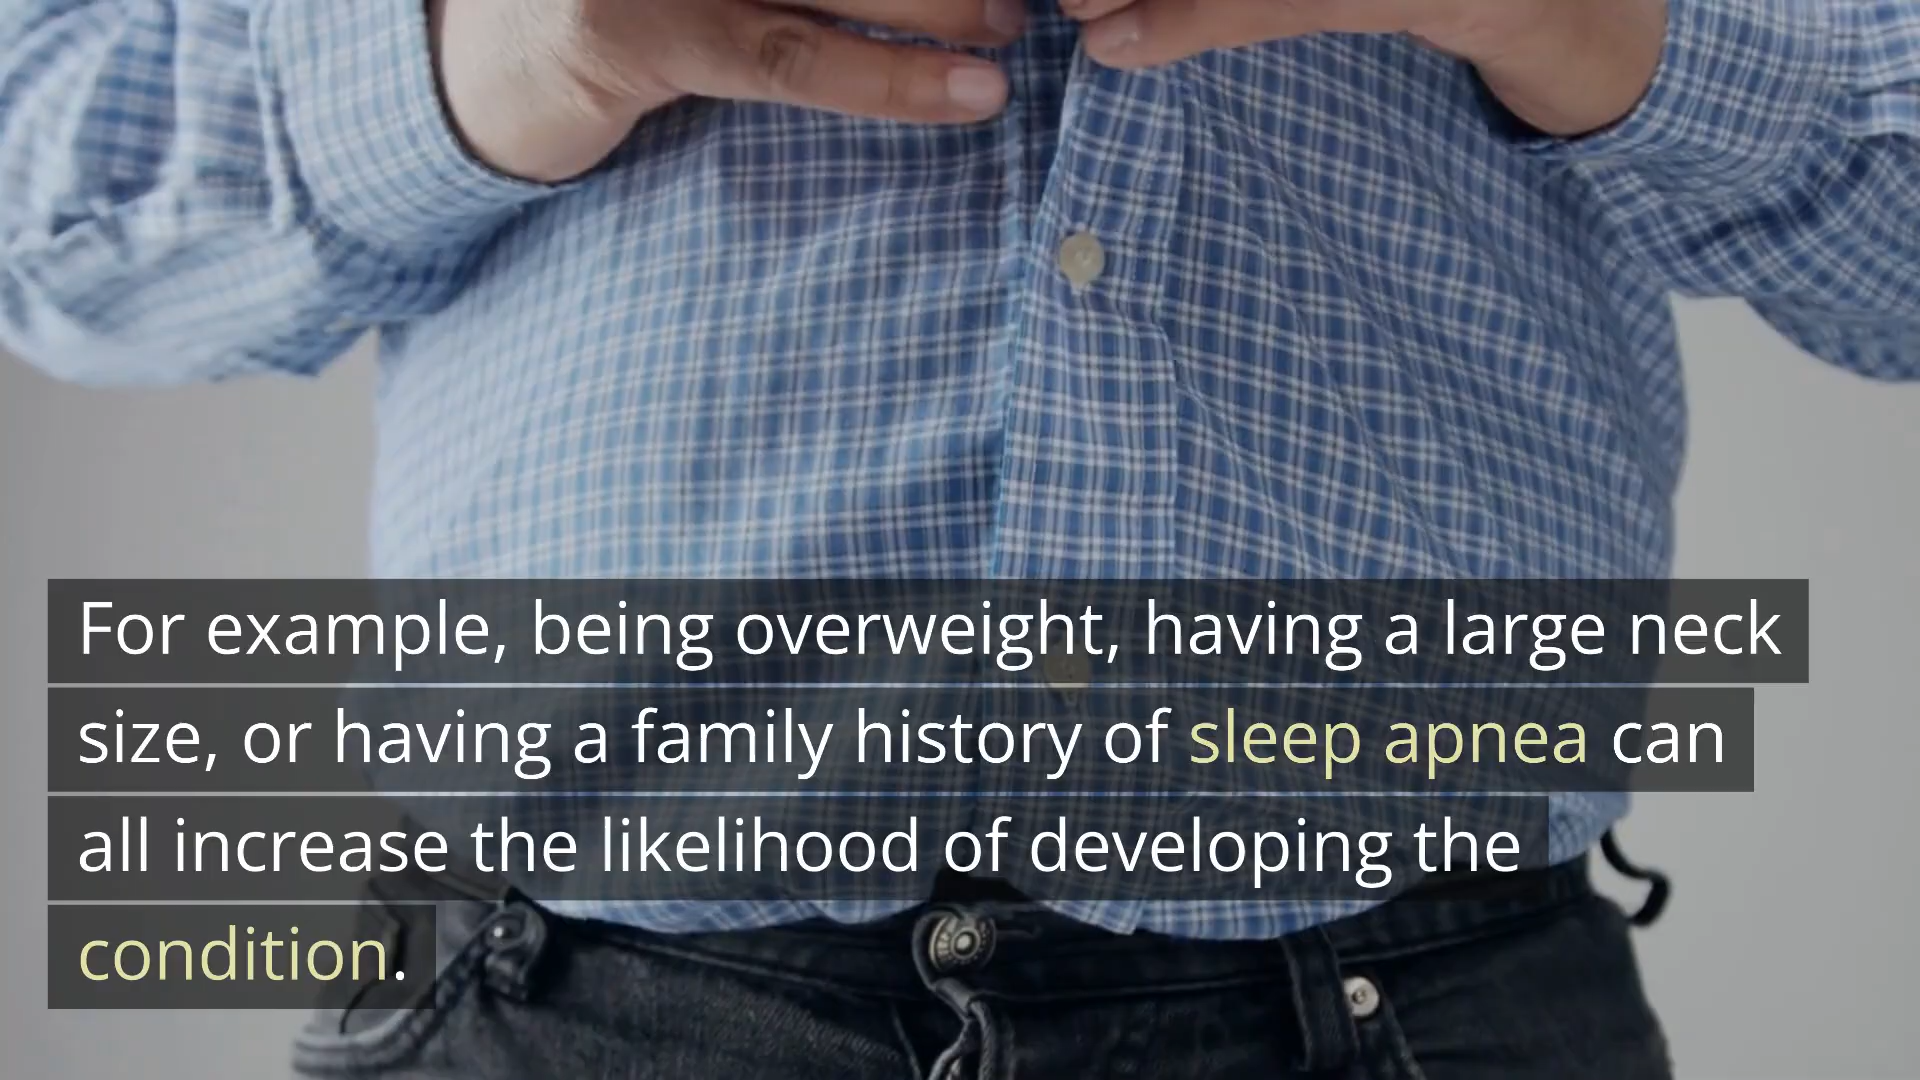 For example, being overweight, having a large neck
size, or having a family history of sleep apnea can
all increase the likelihood of developing the
condition.